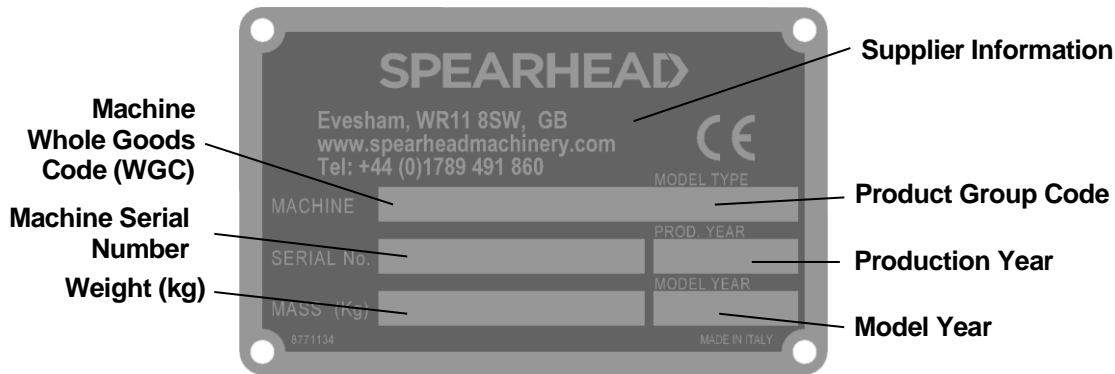 SPEARHEAD
Supplier Information
Evesham, WR11 8SW, GB
www.spearheadmachinery.com
Tel: +44 (0)1789 491 860
CE
Machine
Whole Goods
Code (WGC)
MODEL TYPE
MACHINE
Product Group Code
Machine Serial
Number
PROD. YEAR
SERIAL No.
Production Year
Weight (kg)
MODEL YEAR
MASS (Kg)
Model Year
8771134
MADE IN ITALY